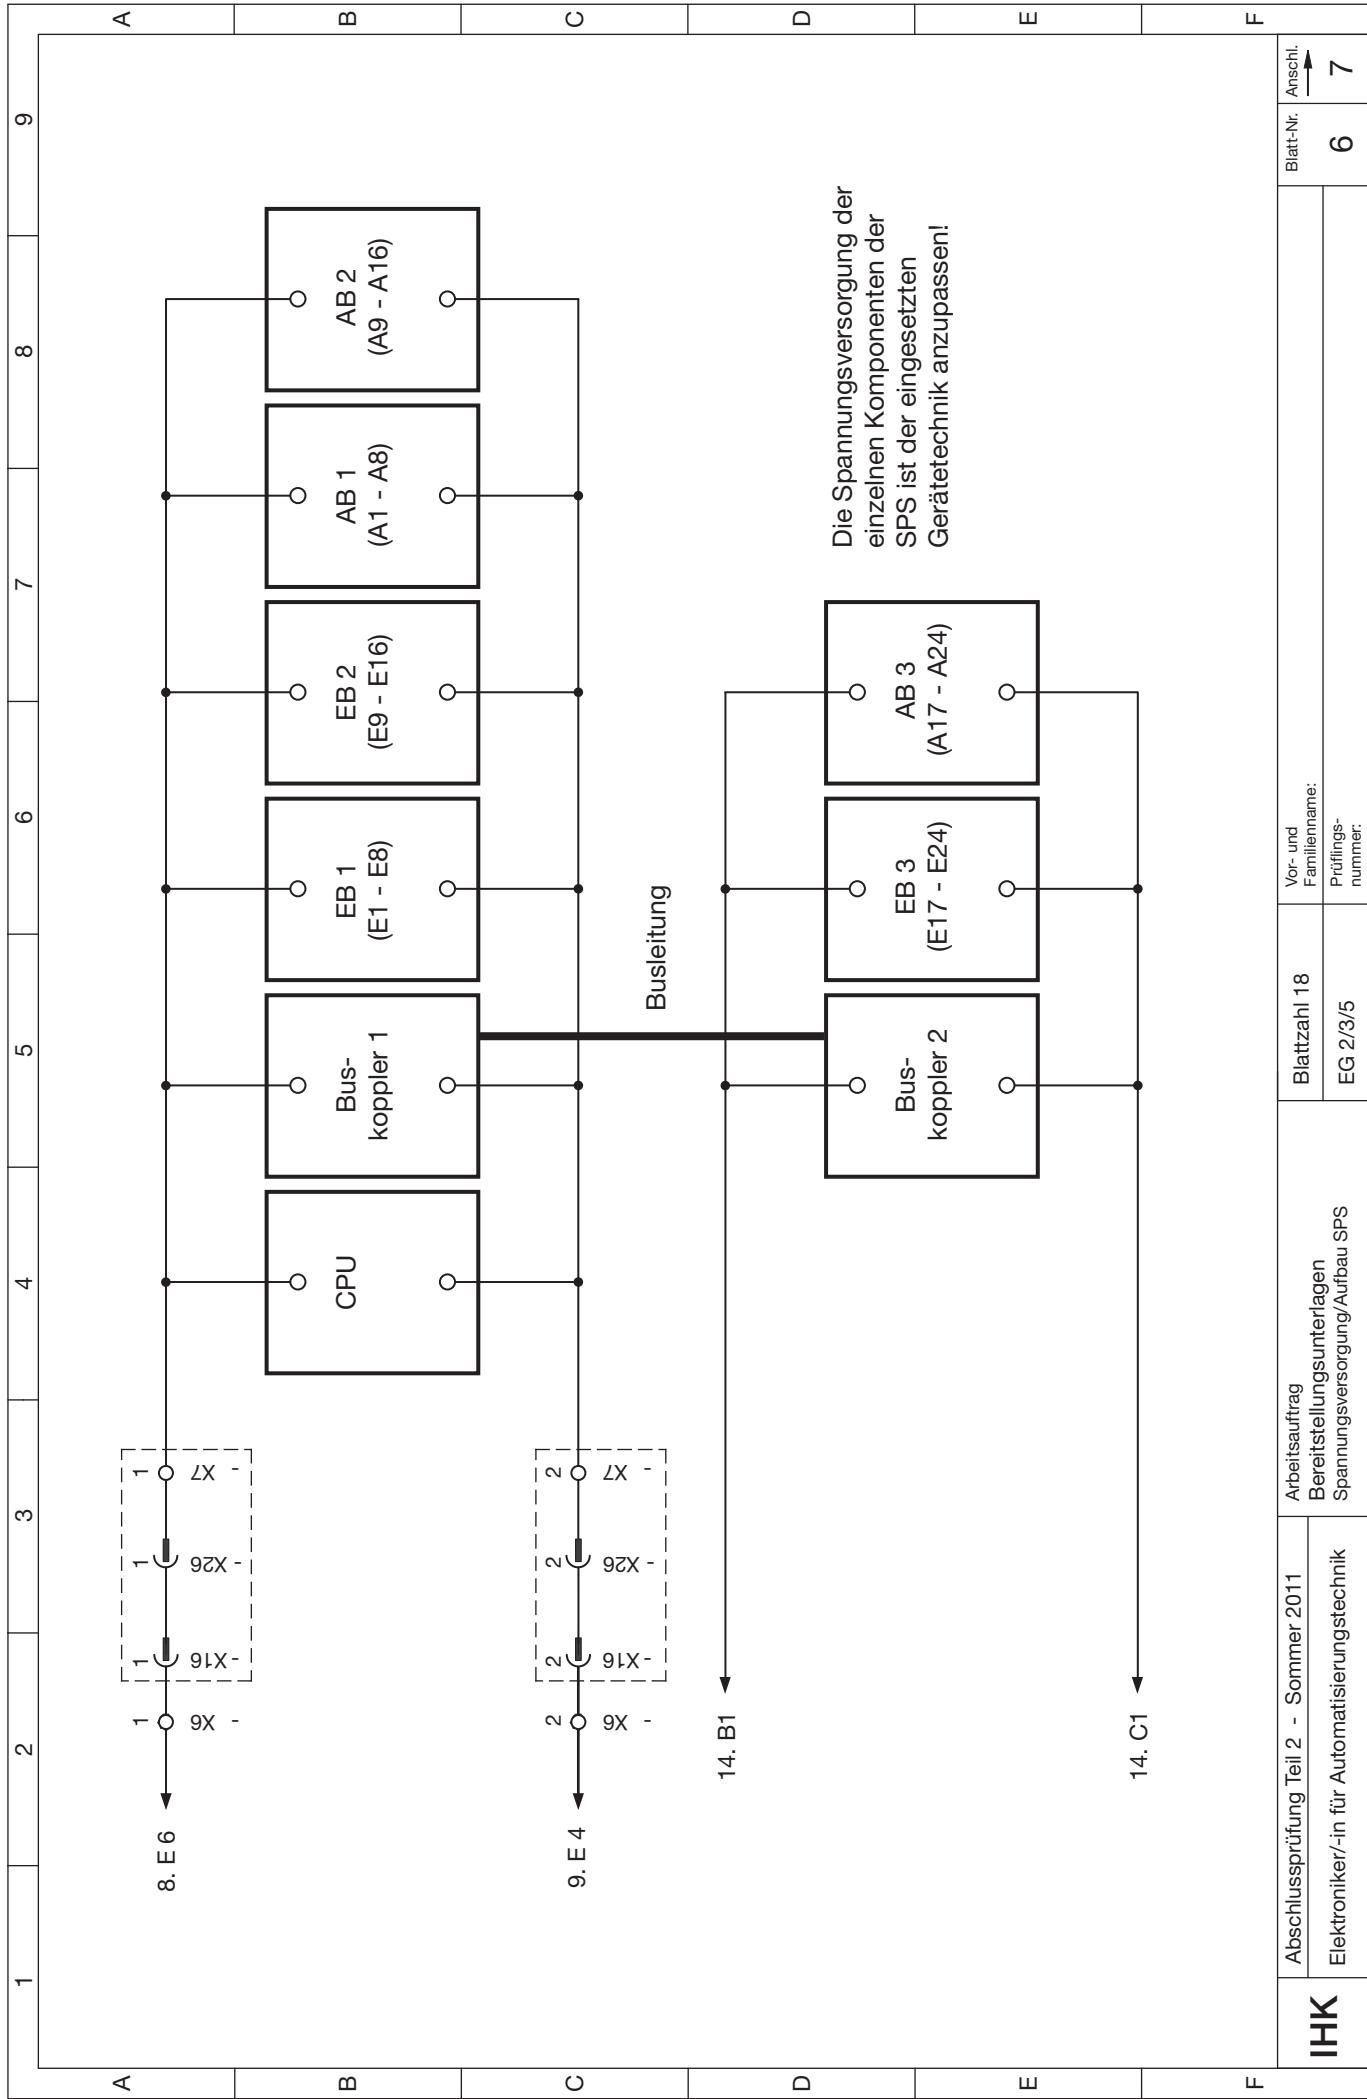 1 2 3 4 5 6 7 8 9
A
B
C
D
E
F
A
B
C
D
E
F
8. E 6
1 1 1 1
- X6 - X16 - X26 - X7
9. E 4
2 2 2 2
- X6 - X16 - X26 - X7
CPU
Bus-
koppler 1
EB 1
(E1 - E8)
EB 2
(E9 - E16)
AB 1
(A1 - A8)
AB 2
(A9 - A16)
Busleitung
14. B1
14. C1
Bus-
koppler 2
EB 3
(E17 - E24)
AB 3
(A17 - A24)
Die Spannungsversorgung der
einzelnen Komponenten der
SPS ist der eingesetzten
Gerätetechnik anzupassen!
IHK
Abschlussprüfung Teil 2 - Sommer 2011
Elektroniker/-in für Automatisierungstechnik
Arbeitsauftrag
Bereitstellungsunterlagen
Spannungsversorgung/Aufbau SPS
Blattzahl 18
EG 2/3/5
Vor- und
Familienname:
Prüflings-
nummer:
Blatt-Nr.
6
Anschl.
7